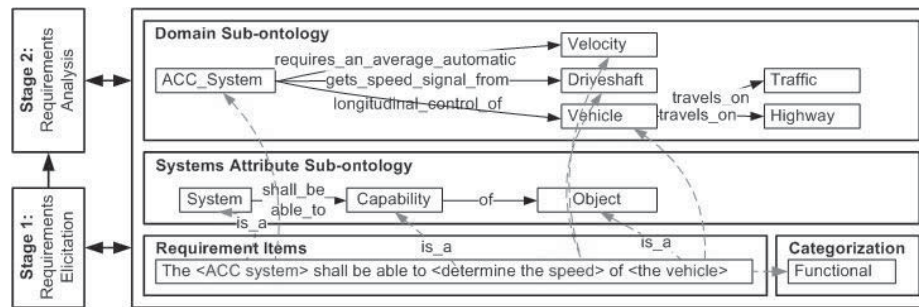 Stage 2:
Requirements
Analysis
Stage 1:
Requirements
Elicitation
Domain Sub-ontology
ACC_System
requires_an_average_automatic
gets_speed_signal_from
longitudinal_control_of
Velocity
Driveshaft
Vehicle
travels_on
travels_on
Traffic
Highway
Systems Attribute Sub-ontology
System
shall_be
able_to
Capability
of
Object
is_a
is_a
is_a
Requirement Items
The <ACC system> shall be able to <determine the speed> of <the vehicle>
Categorization
Functional